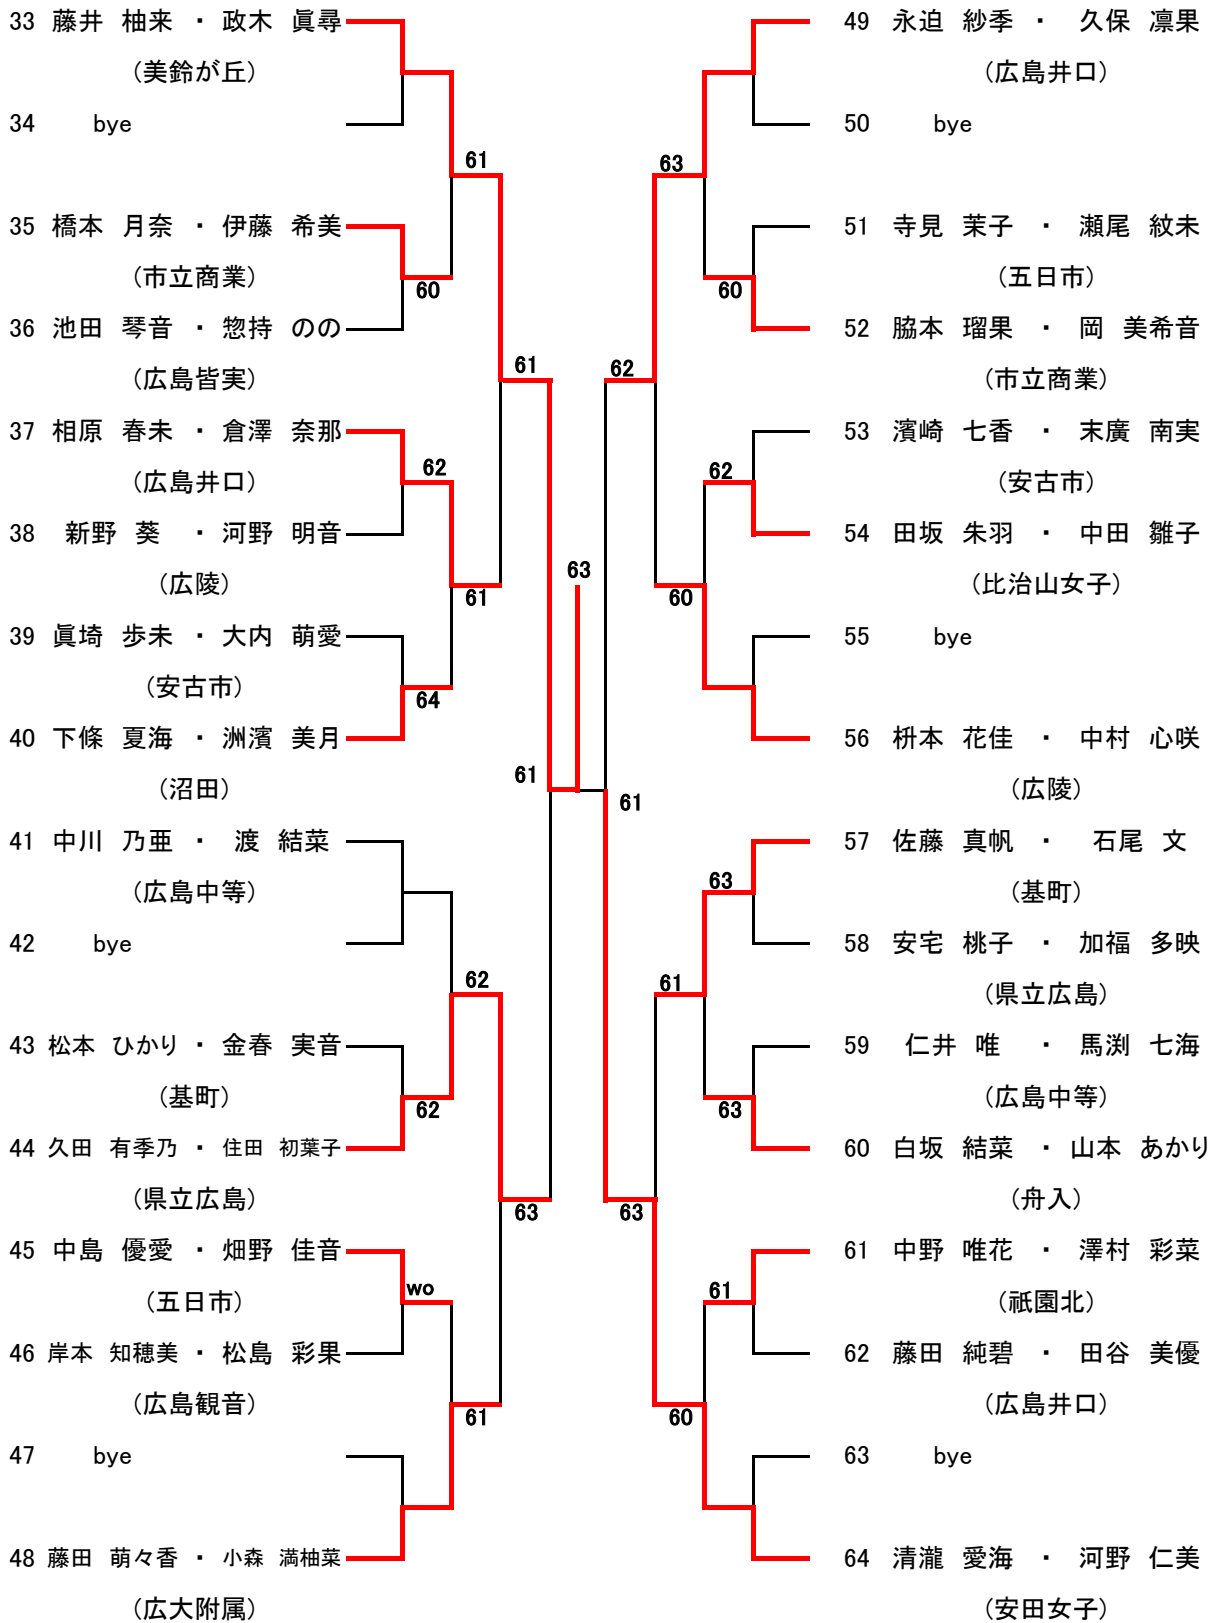 33 藤井 柚来 ・ 政木 眞尋
(美鈴が丘)
34 bye
61
35 橋本 月奈 ・ 伊藤 希美
(市立商業)
60
36 池田 琴音 ・ 惣持 のの
(広島皆実)
61
37 相原 春未 ・ 倉澤 奈那
(広島井口)
62
38 新野 葵 ・ 河野 明音
(広陵)
61
39 眞埼 歩未 ・ 大内 萌愛
(安古市)
64
40 下條 夏海 ・ 洲濱 美月
(沼田)
61
41 中川 乃亜 ・ 渡 結菜
(広島中等)
42 bye
62
43 松本 ひかり ・ 金春 実音
(基町)
62
44 久田 有季乃 ・ 住田 初葉子
(県立広島)
63
45 中島 優愛 ・ 畑野 佳音
(五日市)
wo
46 岸本 知穂美 ・ 松島 彩果
(広島観音)
61
47 bye
48 藤田 萌々香 ・ 小森 満柚菜
(広大附属)
63
49 永迫 紗季 ・ 久保 凛果
(広島井口)
50 bye
63
51 寺見 茉子 ・ 瀬尾 紋未
(五日市)
60
52 脇本 瑠果 ・ 岡 美希音
(市立商業)
62
53 濱崎 七香 ・ 末廣 南実
(安古市)
62
54 田坂 朱羽 ・ 中田 雛子
(比治山女子)
60
55 bye
56 枡本 花佳 ・ 中村 心咲
(広陵)
61
57 佐藤 真帆 ・ 石尾 文
(基町)
63
58 安宅 桃子 ・ 加福 多映
(県立広島)
61
59 仁井 唯 ・ 馬渕 七海
(広島中等)
63
60 白坂 結菜 ・ 山本 あかり
(舟入)
63
61 中野 唯花 ・ 澤村 彩菜
(祇園北)
61
62 藤田 純碧 ・ 田谷 美優
(広島井口)
60
63 bye
64 清瀧 愛海 ・ 河野 仁美
(安田女子)